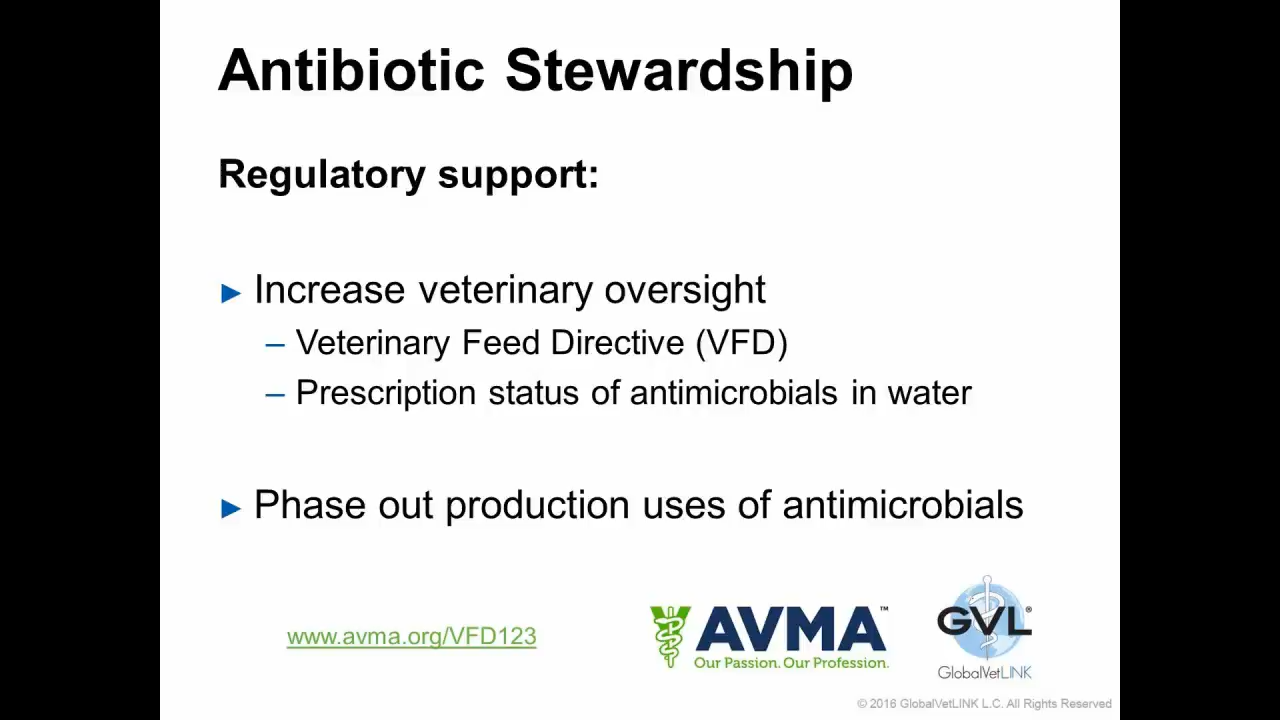 Antibiotic Stewardship
Regulatory support:
► Increase veterinary oversight
– Veterinary Feed Directive (VFD)
– Prescription status of antimicrobials in water
► Phase out production uses of antimicrobials
www.avma.org/VFD123
AVMA™
Our Passion. Our Profession.
GVL®
GlobalVetLINK
© 2016 GlobalVetLINK L.C. All Rights Reserved